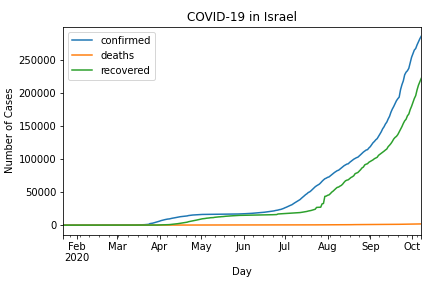 COVID-19 in Israel
confirmed
deaths
recovered
Number of Cases
250000
200000
150000
100000
50000
0
Feb Mar Apr May Jun Jul Aug Sep Oct
2020
Day